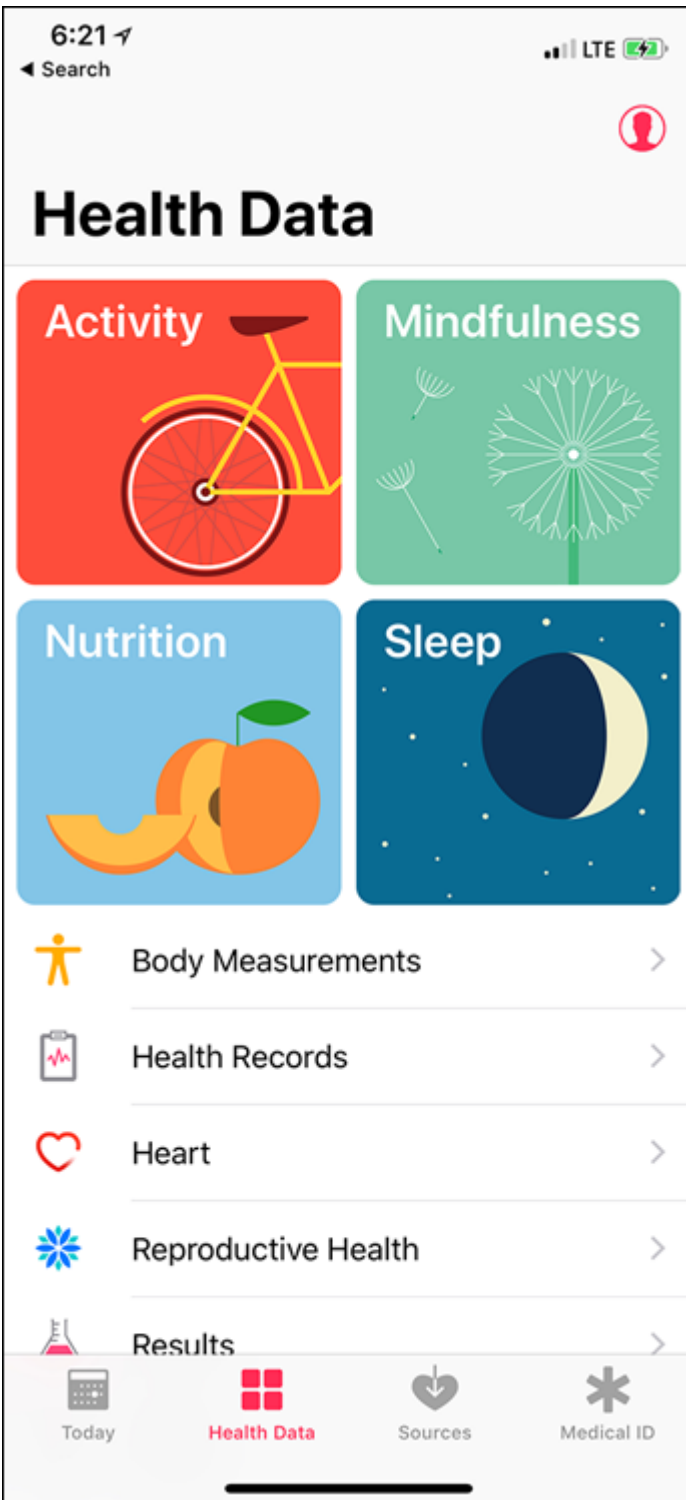 6:21
◀ Search
LTE
Health Data
Activity
Mindfulness
Nutrition
Sleep
Body Measurements
Health Records
Heart
Reproductive Health
Results
Today
Health Data
Sources
Medical ID